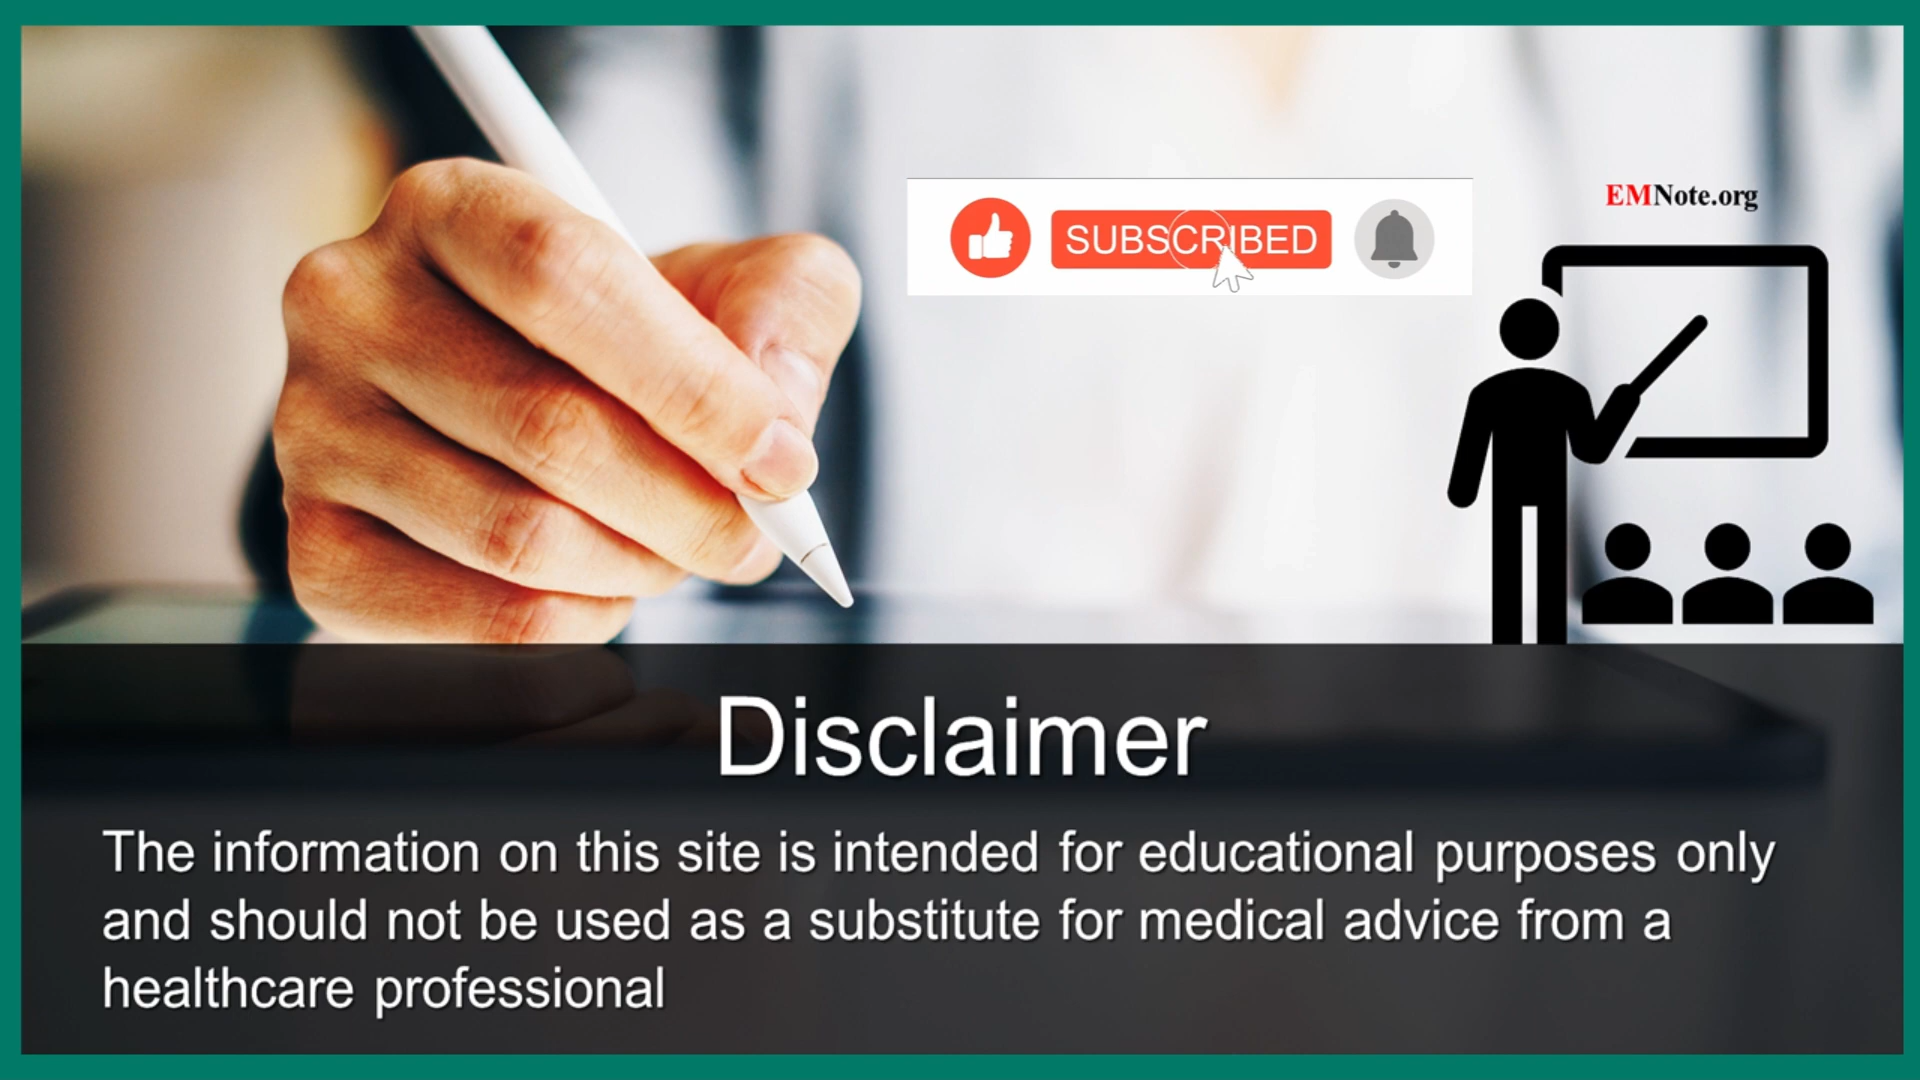 SUBSCRIBED
EMNote.org
Disclaimer
The information on this site is intended for educational purposes only
and should not be used as a substitute for medical advice from a
healthcare professional